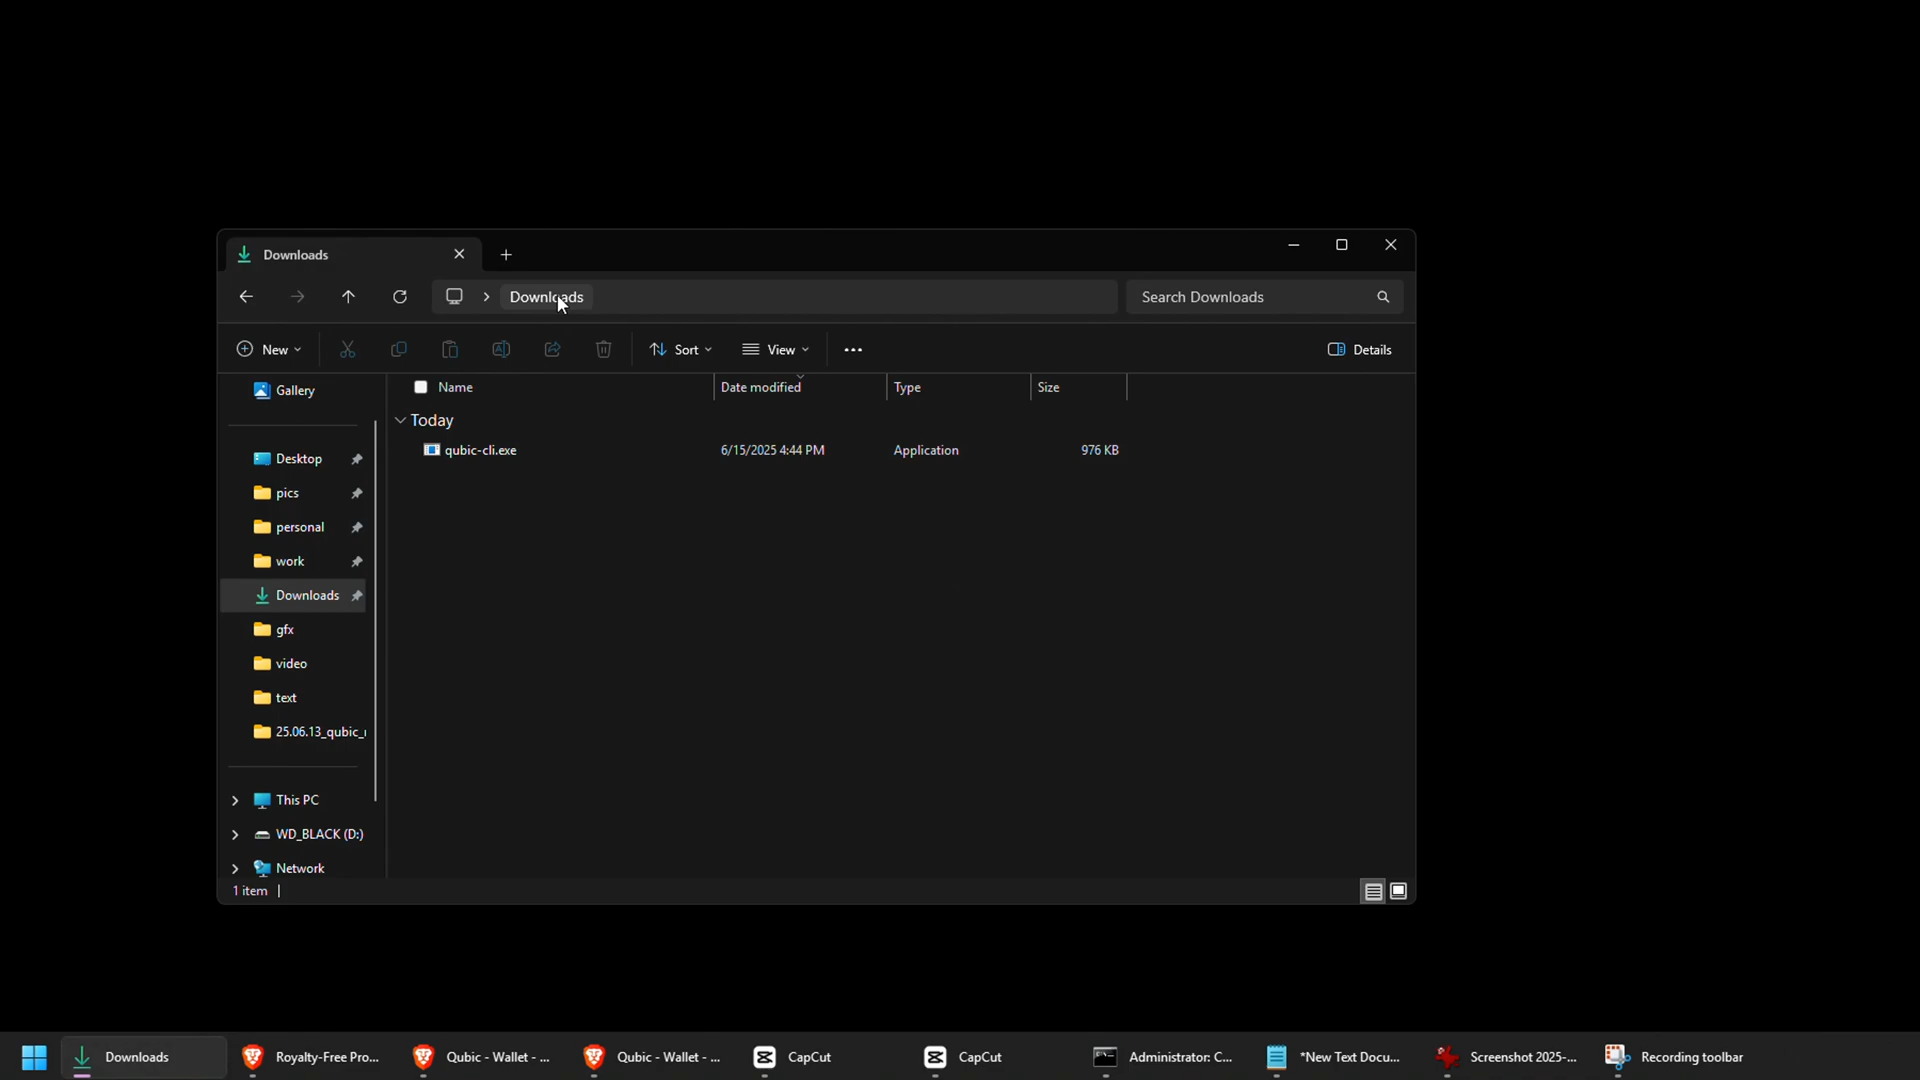 Downloads
Downloads
Search Downloads
New
Sort
View
Details
Gallery
Name
Date modified
Type
Size
Today
qubic-cli.exe
6/15/2025 4:44 PM
Application
976 KB
Desktop
pics
personal
work
Downloads
gfx
video
text
25.06.13_qubic_
This PC
WD_BLACK (D:)
Network
1 item
Downloads
Royalty-Free Pro...
Qubic - Wallet - ...
Qubic - Wallet - ...
CapCut
CapCut
Administrator: C...
*New Text Docu...
Screenshot 2025-...
Recording toolbar